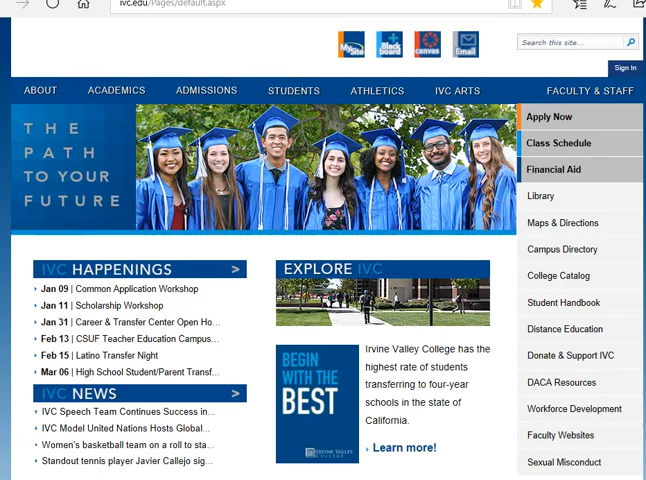 ivc.edu/Pages/default.aspx
MySite
Black board
canvas
Email
Search this site...
Sign In
ABOUT
ACADEMICS
ADMISSIONS
STUDENTS
ATHLETICS
IVC ARTS
FACULTY & STAFF
THE
PATH
TO YOUR
FUTURE
Apply Now
Class Schedule
Financial Aid
Library
Maps & Directions
Campus Directory
College Catalog
Student Handbook
Distance Education
Donate & Support IVC
DACA Resources
Workforce Development
Faculty Websites
Sexual Misconduct
IVC HAPPENINGS >
Jan 09 | Common Application Workshop
Jan 11 | Scholarship Workshop
Jan 31 | Career & Transfer Center Open Ho...
Feb 13 | CSUF Teacher Education Campus...
Feb 15 | Latino Transfer Night
Mar 06 | High School Student/Parent Transf...
IVC NEWS >
IVC Speech Team Continues Success in...
IVC Model United Nations Hosts Global...
Women's basketball team on a roll to sta...
Standout tennis player Javier Callejo sig...
EXPLORE IVC
BEGIN
WITH THE
BEST
IRVINE VALLEY
COLLEGE
Irvine Valley College has the
highest rate of students
transferring to four-year
schools in the state of
California.
Learn more!